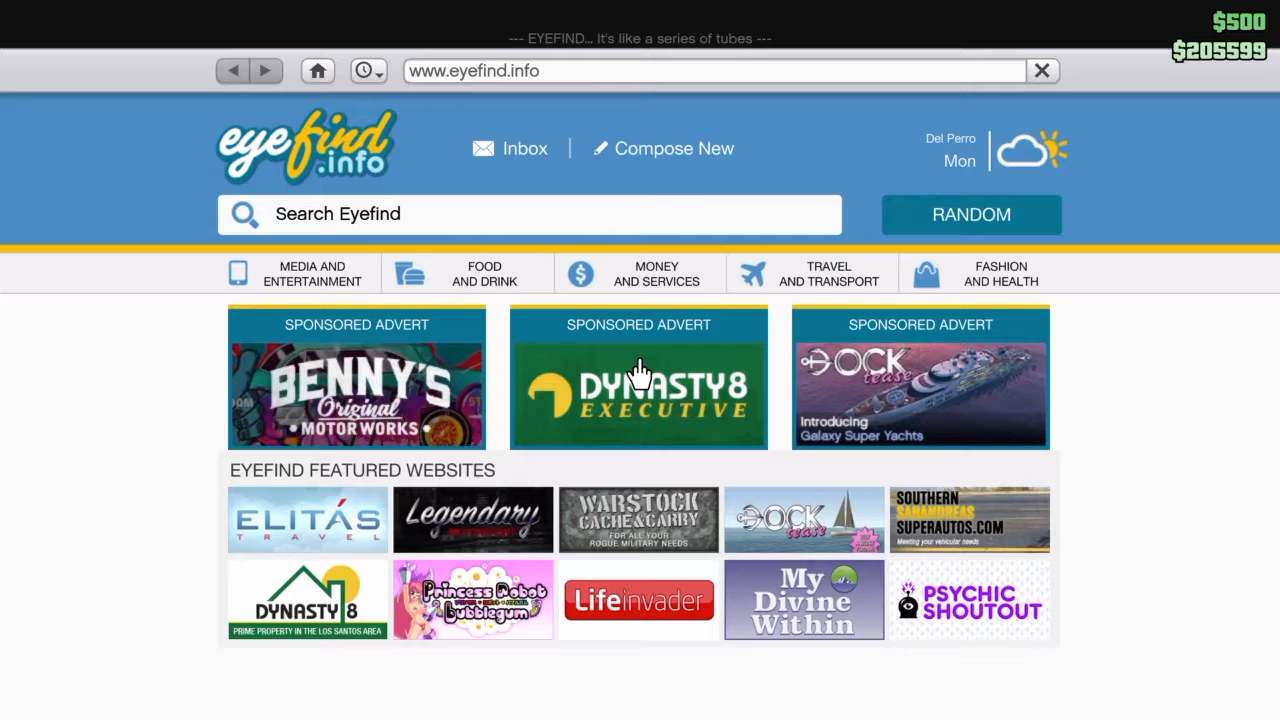 $500
--- EYEFIND... It's like a series of tubes ---
$205599
www.eyefind.info
eyefind
.info
Inbox
Compose New
Del Perro
Mon
Search Eyefind
RANDOM
MEDIA AND
ENTERTAINMENT
FOOD
AND DRINK
MONEY
AND SERVICES
TRAVEL
AND TRANSPORT
FASHION
AND HEALTH
SPONSORED ADVERT
BENNY'S
Original
MOTOR WORKS
SPONSORED ADVERT
DYNASTY 8
EXECUTIVE
SPONSORED ADVERT
DOCK
tease
Introducing
Galaxy Super Yachts
EYEFIND FEATURED WEBSITES
ELITÁS
TRAVEL
Legendary
MOTORSPORT
WARSTOCK
CACHE & CARRY
FOR ALL YOUR
ROGUE MILITARY NEEDS
DOCK
tease
SOUTHERN
SANANDREAS
SUPERAUTOS.COM
Meeting your vehicular needs
DYNASTY 8
PRIME PROPERTY IN THE LOS SANTOS AREA
Princess Robot
Bubblegum
Lifeinvader
My
Divine
Within
PSYCHIC
SHOUTOUT